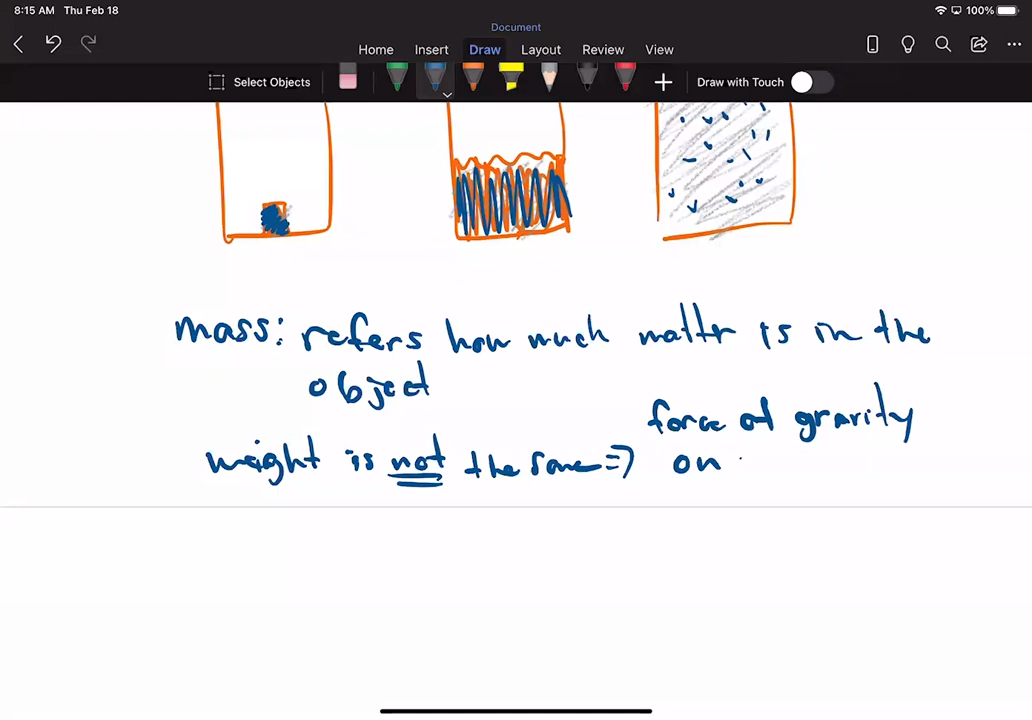 8:15 AM Thu Feb 18
100%
Document
Home Insert Draw Layout Review View
Select Objects
Draw with Touch
mass: refers how much mattr is in the
object
force of gravity
weight is not the same => on